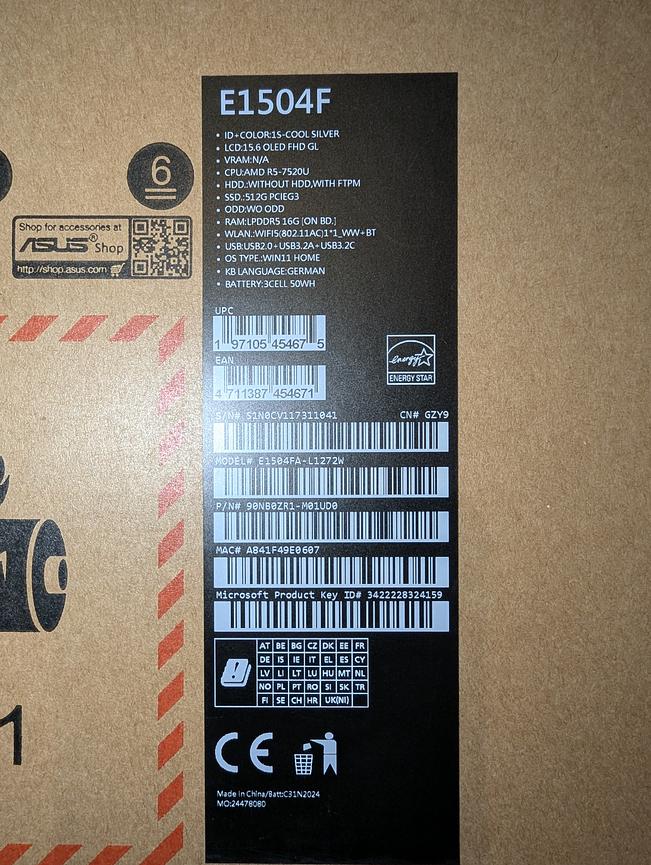 E1504F
• ID+COLOR:1S-COOL SILVER
• LCD:15.6 OLED FHD GL
• VRAM:N/A
• CPU:AMD R5-7520U
• HDD.:WITHOUT HDD,WITH FTPM
• SSD.:512G PCIEG3
• ODD:WO ODD
• RAM:LPDDR5 16G [ON BD.]
• WLAN.:WIFI5(802.11AC)1*1_WW+BT
• USB:USB2.0+USB3.2A+USB3.2C
• OS TYPE.:WIN11 HOME
• KB LANGUAGE:GERMAN
• BATTERY:3CELL 50WH
6
Shop for accessories at
ASUS® Shop
http://shop.asus.com
UPC
1 97105 45467 5
EAN
4 711387 454671
energy
ENERGY STAR
S/N# S1N0CV117311041 CN# GZY9
MODEL# E1504FA-L1272W
P/N# 90NB0ZR1-M01UD0
MAC# A841F49E0607
Microsoft Product Key ID# 3422228324159
AT BE BG CZ DK EE FR
DE IS IE IT EL ES CY
LV LI LT LU HU MT NL
NO PL PT RO SI SK TR
FI SE CH HR UK(NI)
1
CE
Made In China/Batt:C31N2024
MO:24478080